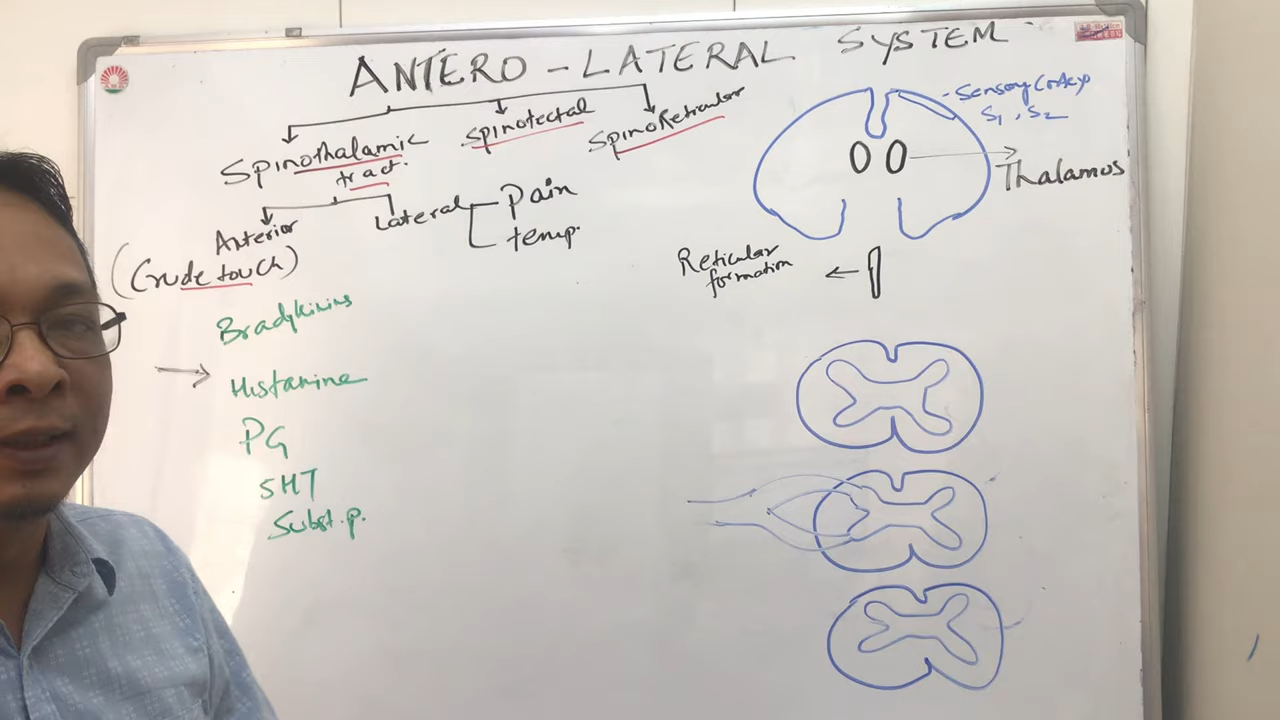 ANTERO - LATERAL SYSTEM
Spinothalamic tract.
Spinotectal
SpinoReticular
Anterior
(Crude touch)
Lateral
Pain
temp.
Bradykinins
Histamine
PG
5HT
Subst. p.
- Sensory Cortex
S1, S2
Thalamus
Reticular
formation